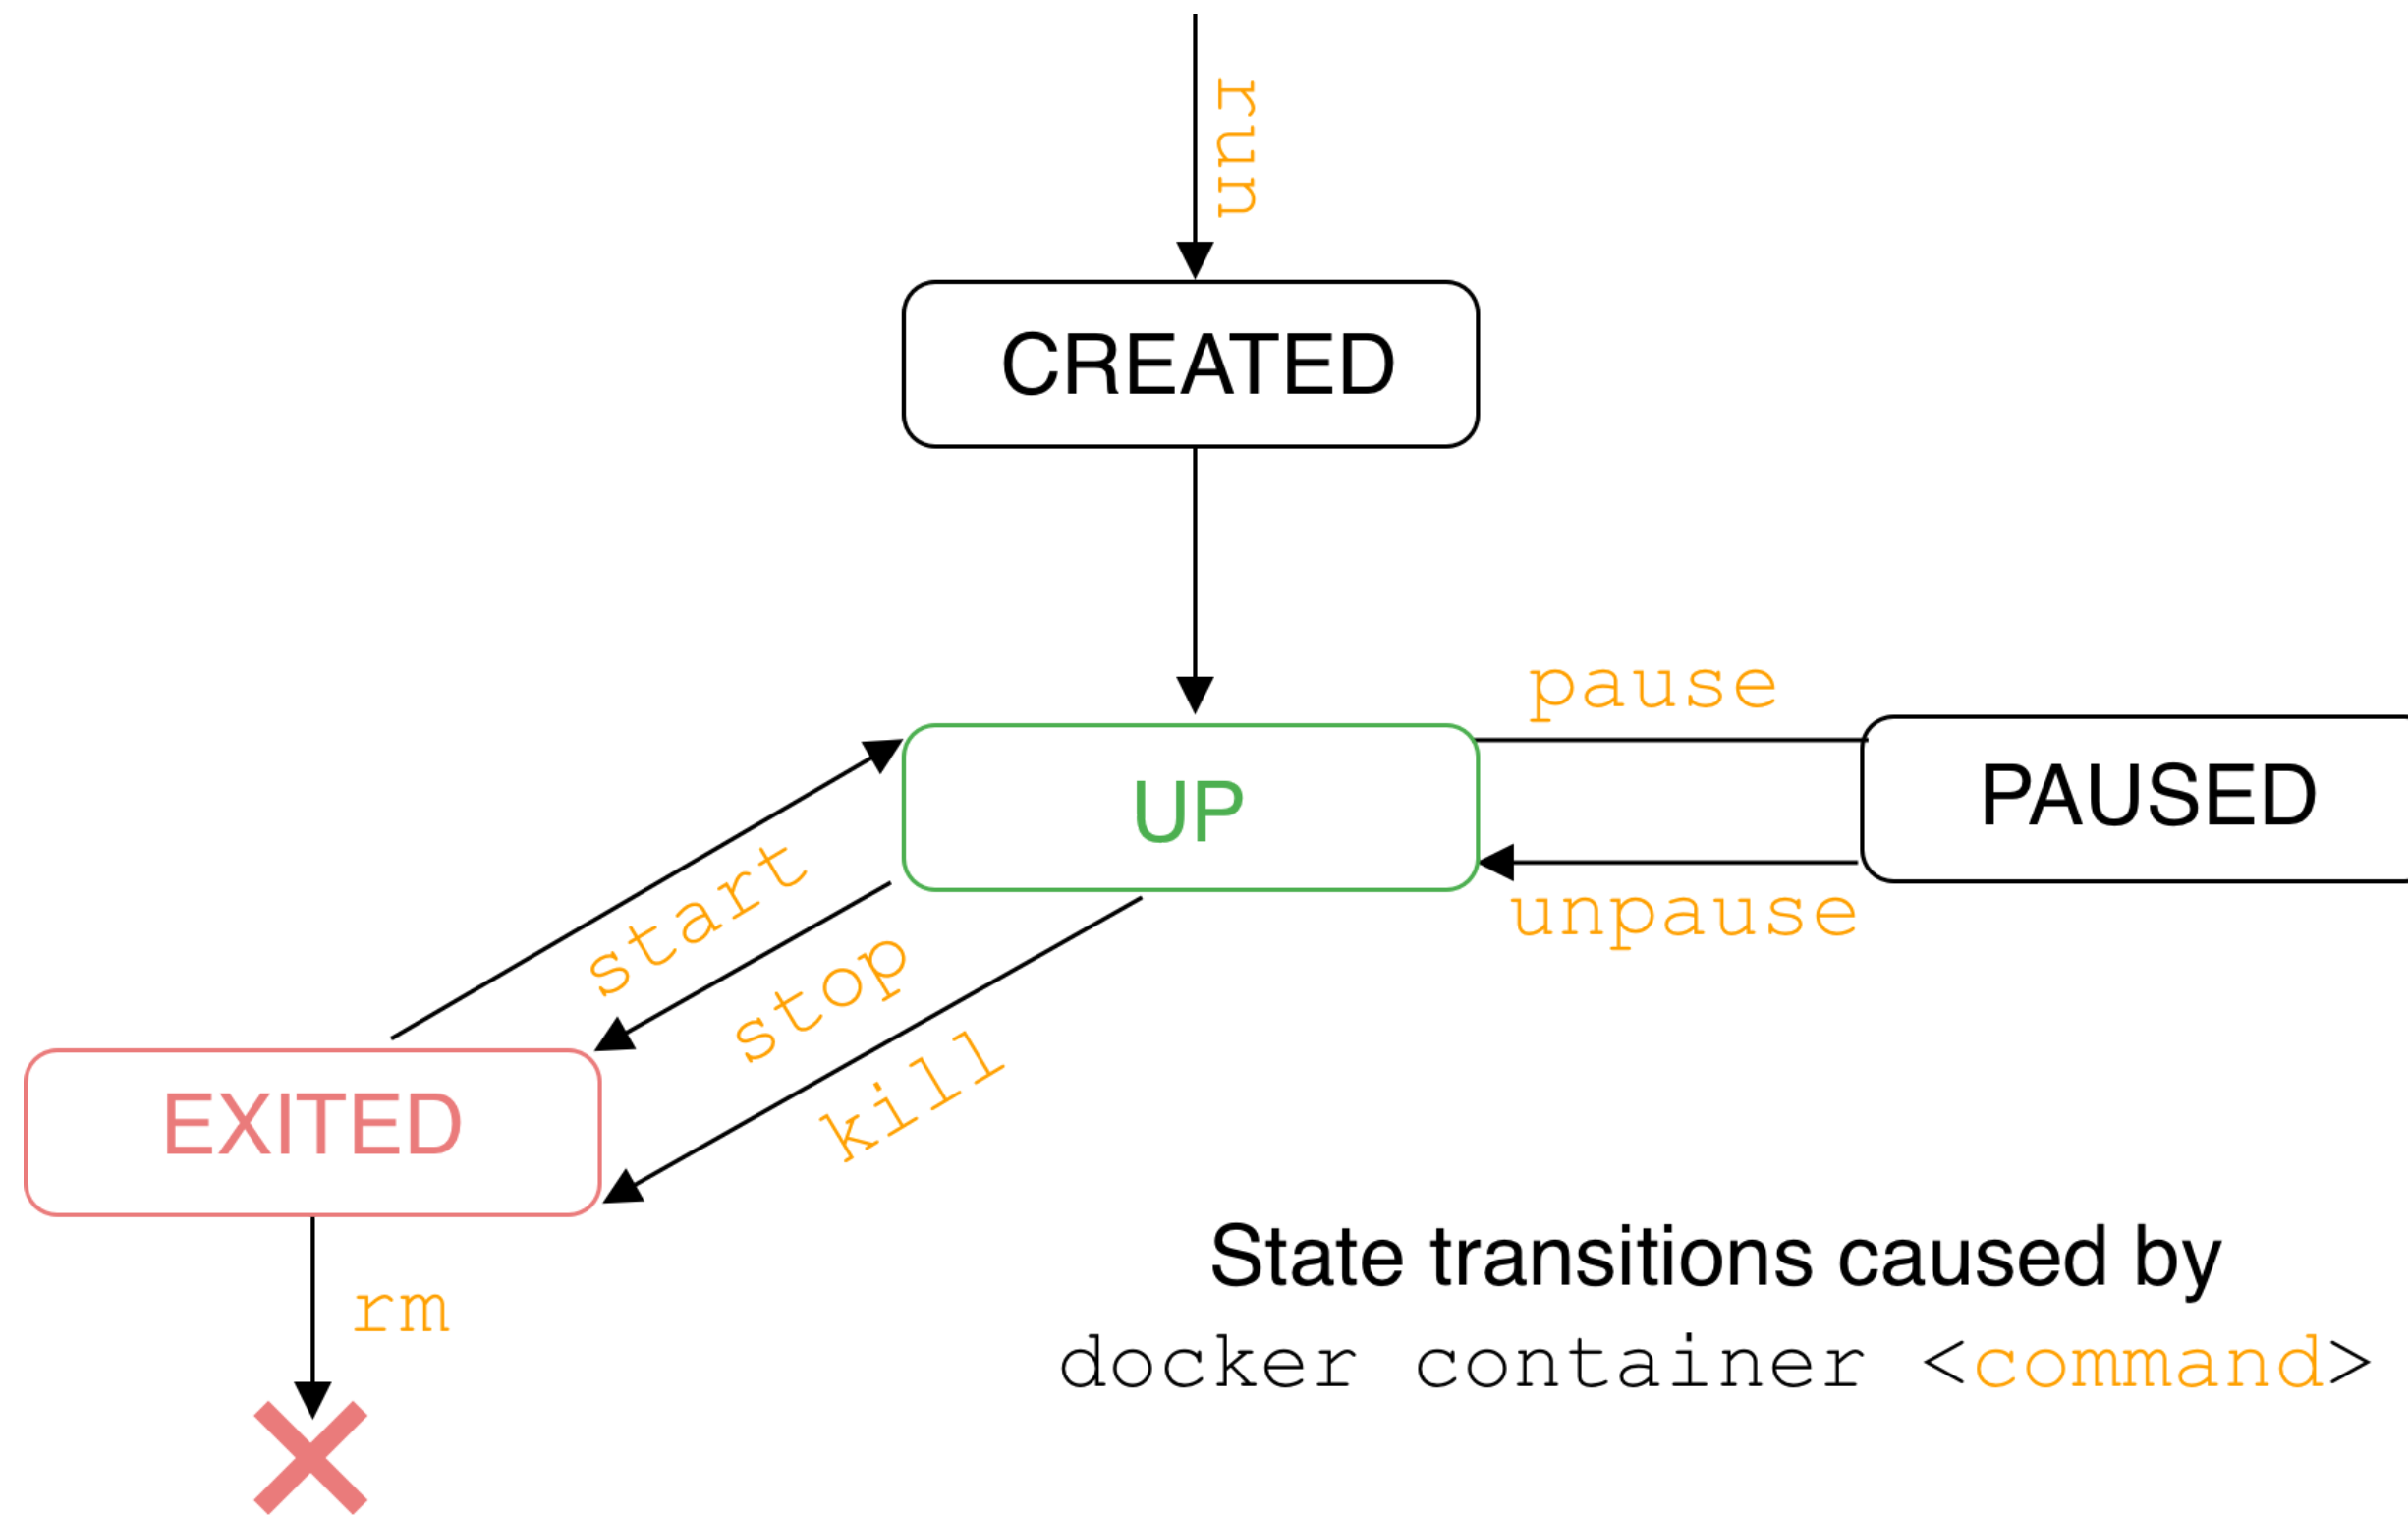 run
CREATED
pause
UP
PAUSED
unpause
start
stop
kill
EXITED
rm
State transitions caused by
docker container <command>